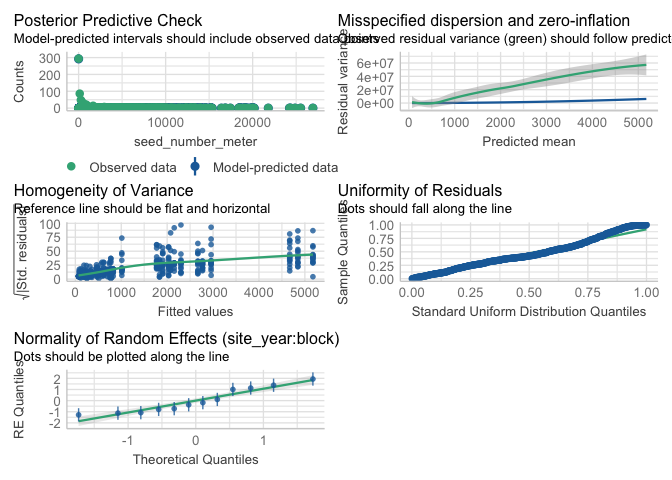 Posterior Predictive Check
Model-predicted intervals should include observed data points
Counts
300
200
100
0
0
10000
20000
seed_number_meter
Observed data
Model-predicted data
Misspecified dispersion and zero-inflation
Observed residual variance (green) should follow predict
Residual variance
6e+07
4e+07
2e+07
0e+00
0
1000
2000
3000
4000
5000
Predicted mean
Homogeneity of Variance
Reference line should be flat and horizontal
√|Std. residuals|
100
75
50
25
0
0
1000
2000
3000
4000
5000
Fitted values
Uniformity of Residuals
Dots should fall along the line
Sample Quantiles
1.00
0.75
0.50
0.25
0.00
0.00
0.25
0.50
0.75
1.00
Standard Uniform Distribution Quantiles
Normality of Random Effects (site_year:block)
Dots should be plotted along the line
RE Quantiles
2
1
0
-1
-2
-1
0
1
Theoretical Quantiles